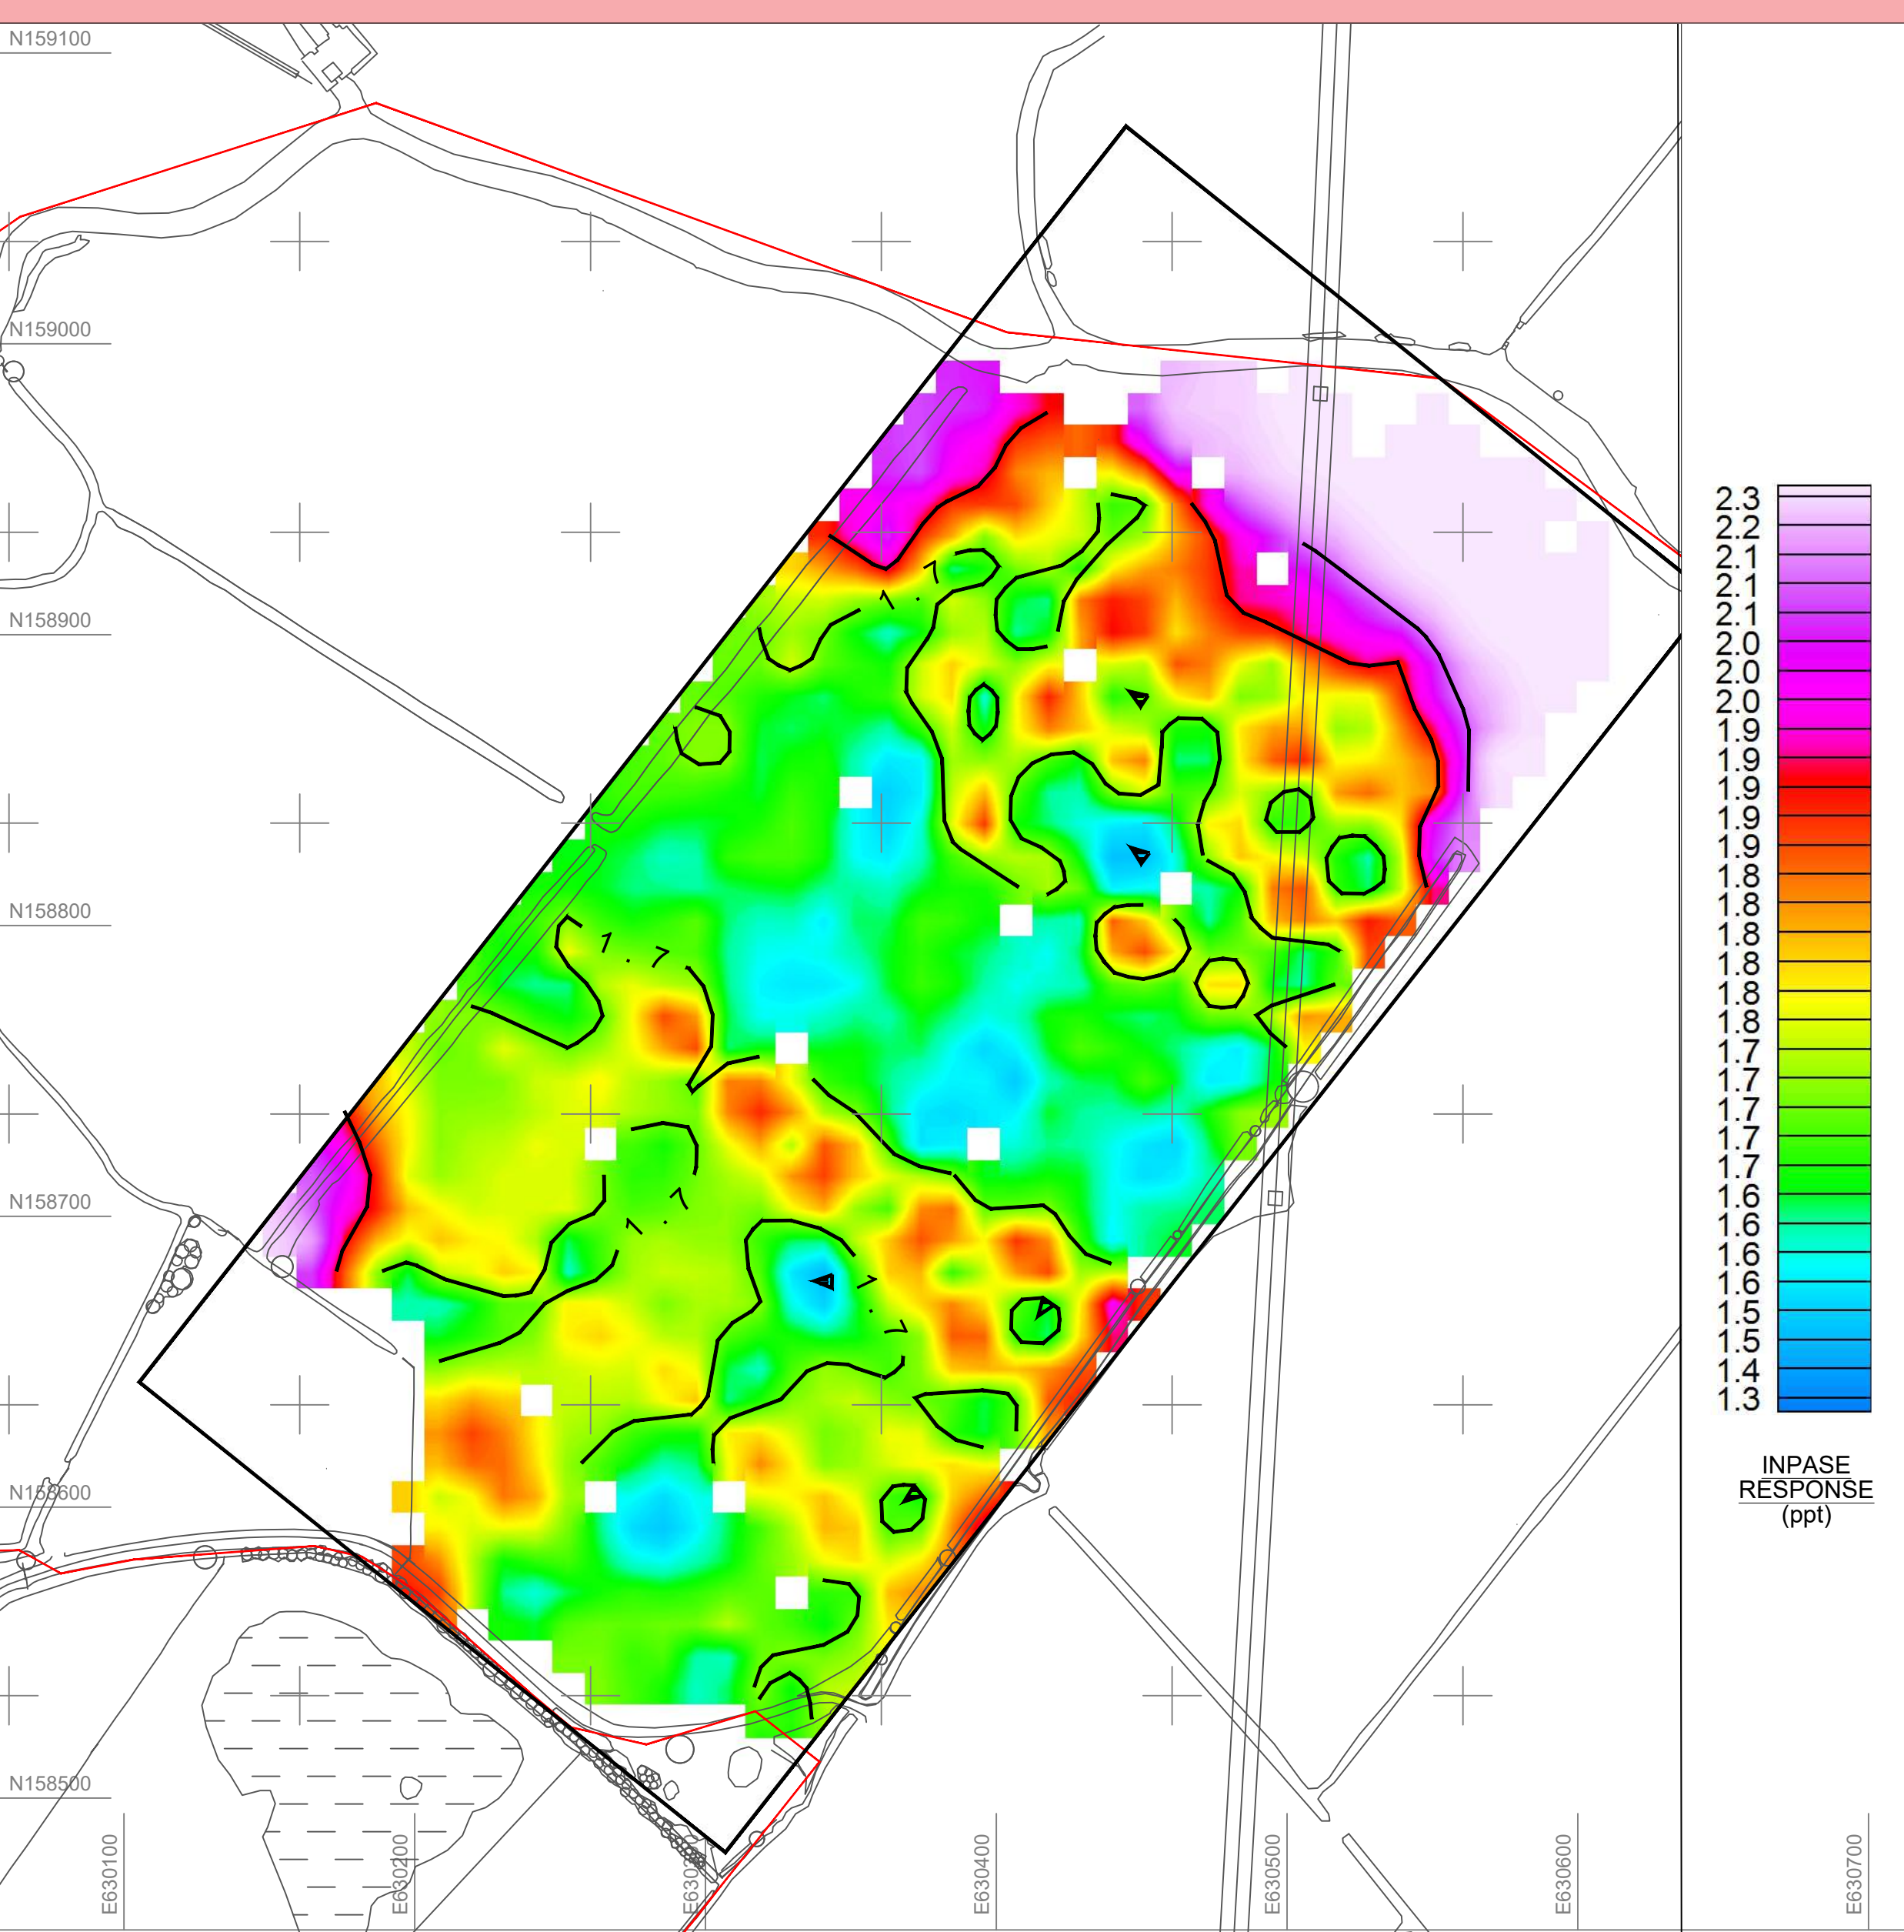 N159100
N159000
N158900
N158800
N158700
N158600
N158500
1.7
1.7
1.7
1.7
2.3
2.2
2.1
2.1
2.1
2.0
2.0
2.0
1.9
1.9
1.9
1.9
1.9
1.8
1.8
1.8
1.8
1.8
1.8
1.7
1.7
1.7
1.7
1.7
1.6
1.6
1.6
1.6
1.5
1.5
1.4
1.3
INPASE
RESPONSE
(ppt)
E630100
E630200
E630300
E630400
E630500
E630600
E630700